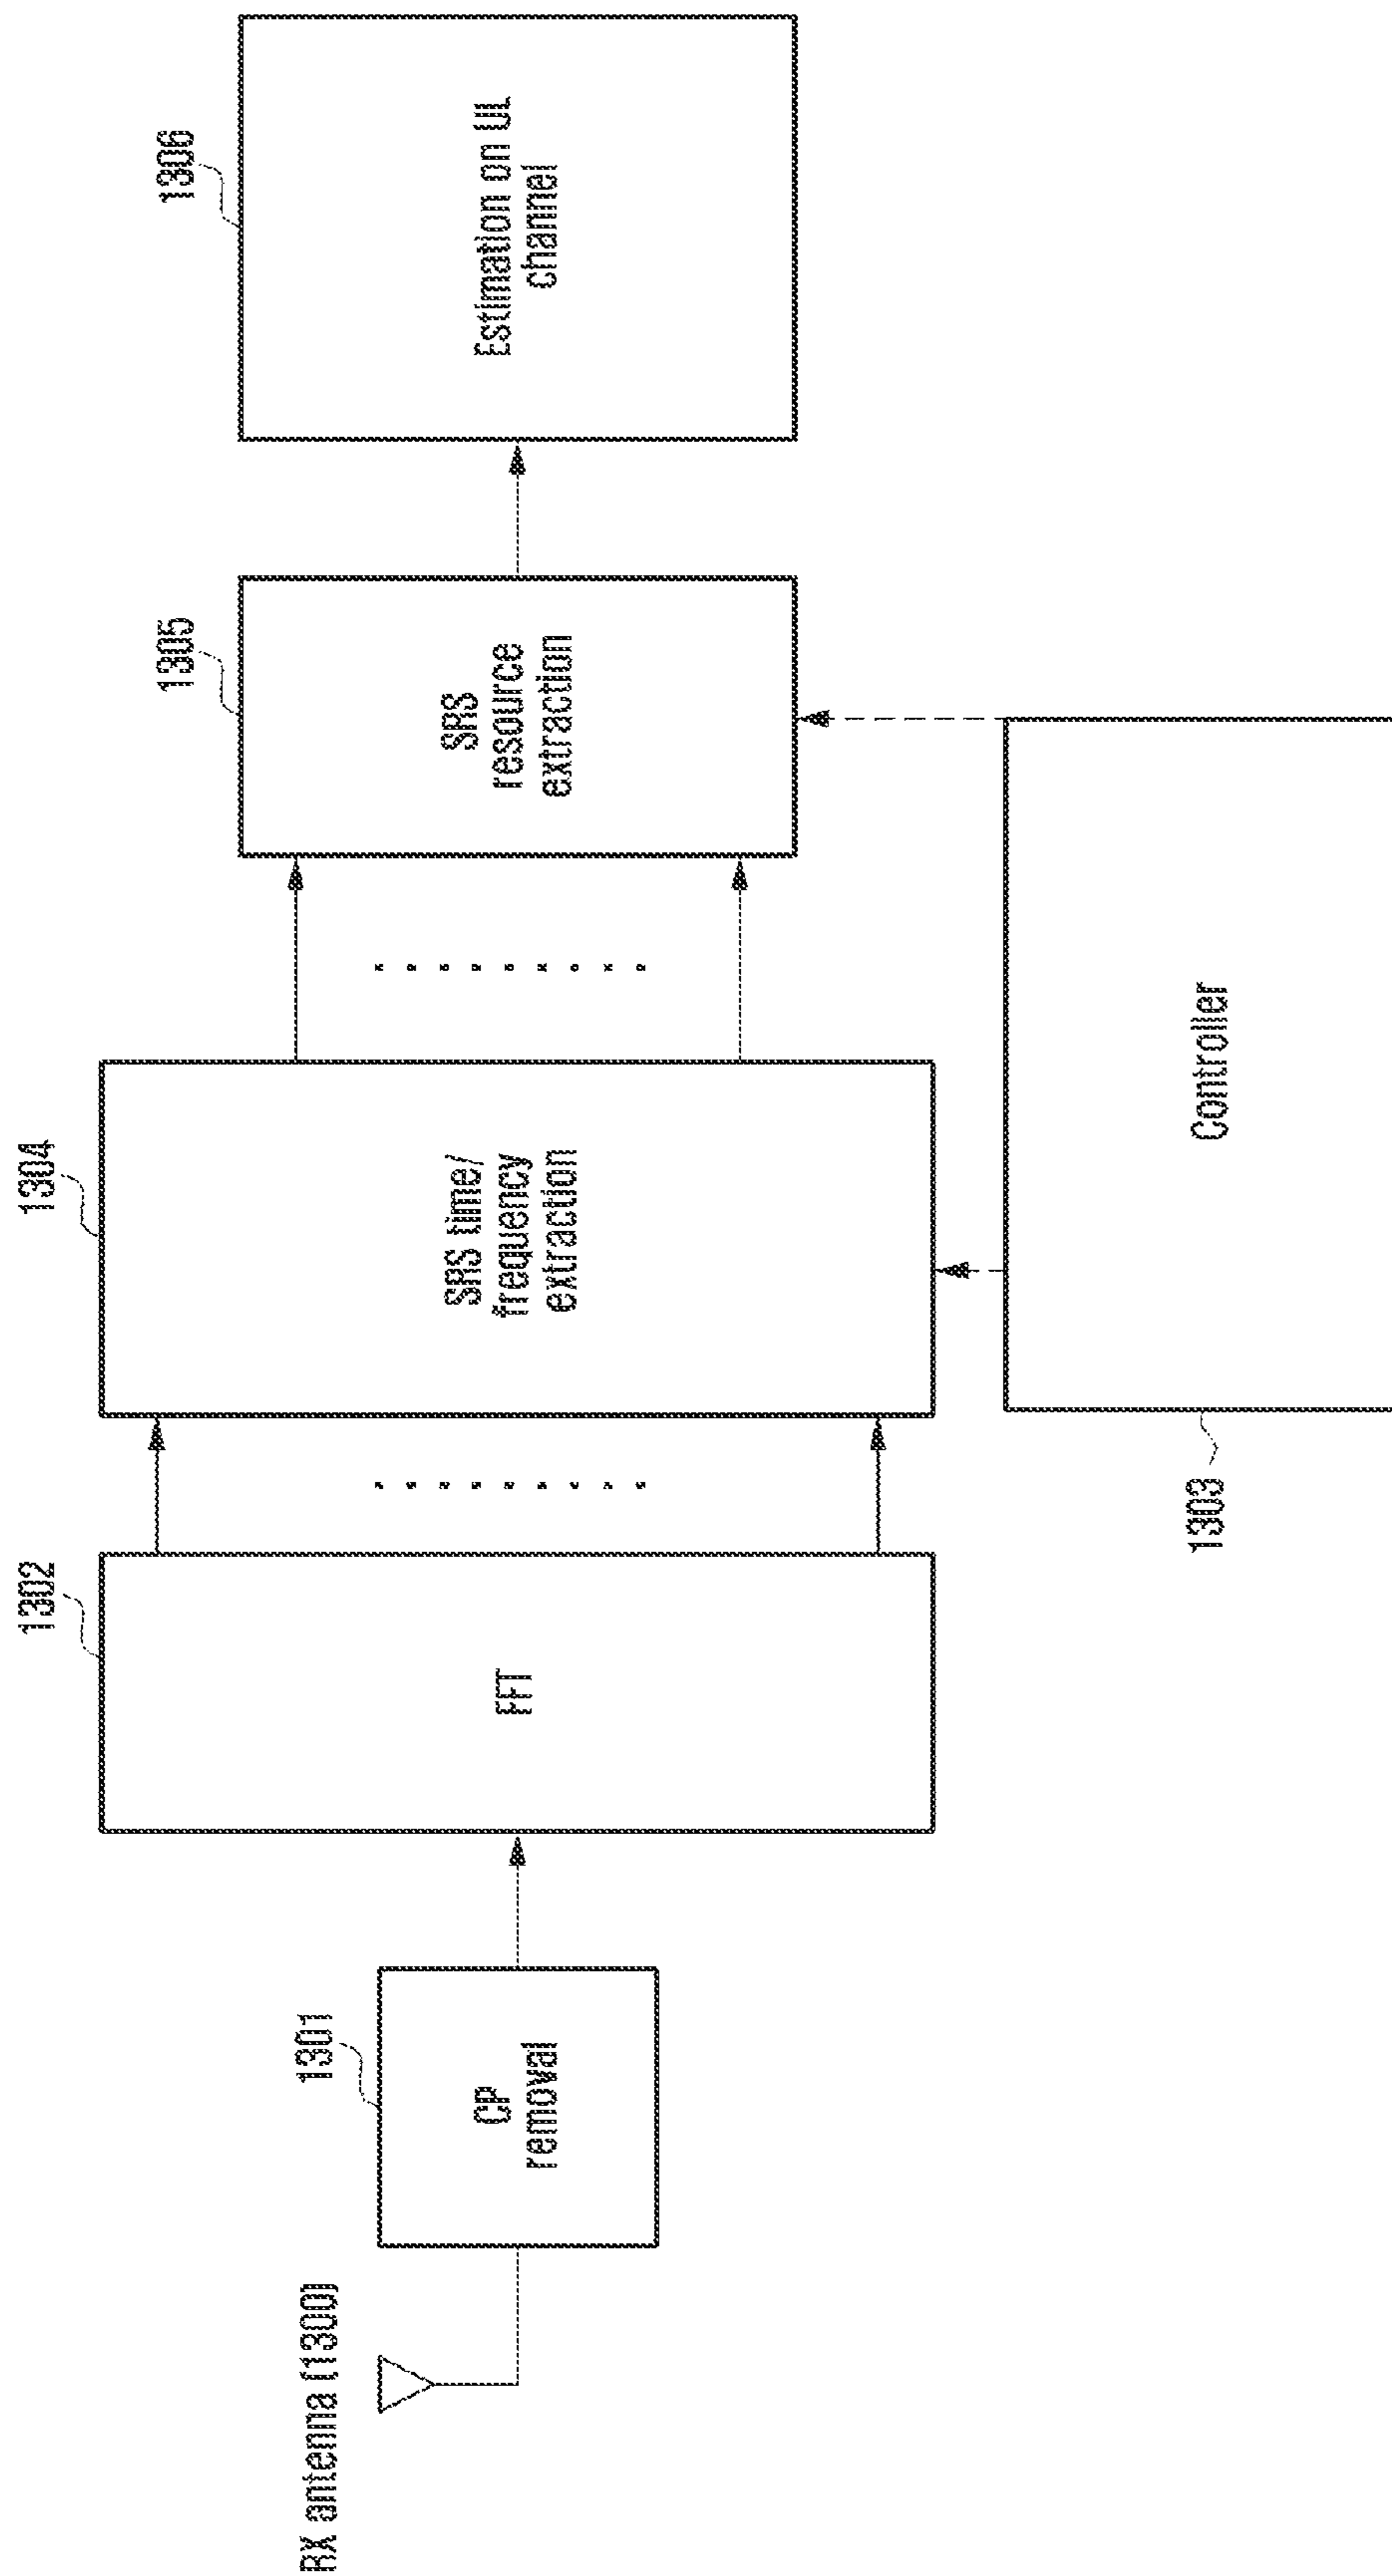 RX antenna (1300)
1301
CP
removal
1302
FFT
1304
SRS time/
frequency
extraction
1305
SRS
resource
extraction
1306
Estimation on UL
channel
1303
Controller